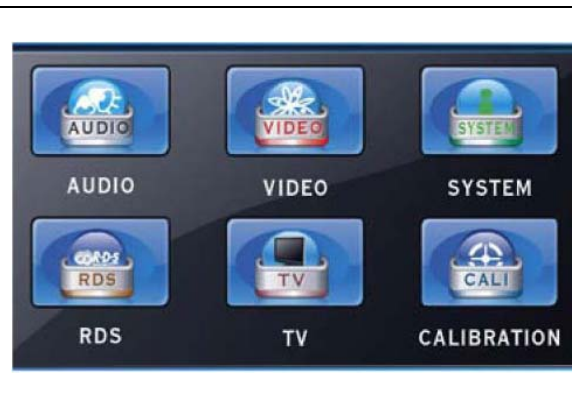 AUDIO VIDEO SYSTEM
AUDIO VIDEO SYSTEM
RDS RDS TV CALI
RDS TV CALIBRATION